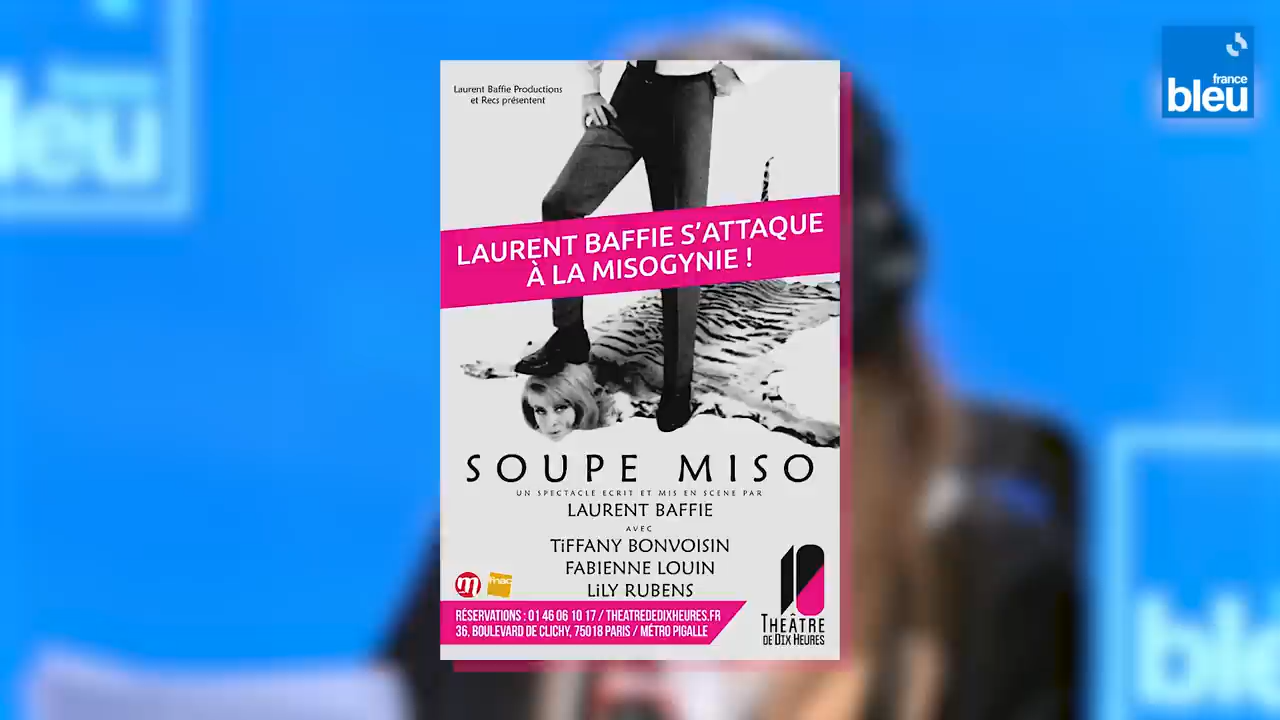 france
bleu
Laurent Baffie Productions
et Recs présentent
LAURENT BAFFIE S'ATTAQUE
À LA MISOGYNIE !
SOUPE MISO
UN SPECTACLE ECRIT ET MIS EN SCENE PAR
LAURENT BAFFIE
AVEC
TiFFANY BONVOISIN
FABIENNE LOUIN
LiLY RUBENS
m
fnac
RÉSERVATIONS : 01 46 06 10 17 / THEATREDEDIXHEURES.FR
36, BOULEVARD DE CLICHY, 75018 PARIS / MÉTRO PIGALLE
10
THÉÂTRE
DE DIX HEURES
france
bleu
bleu